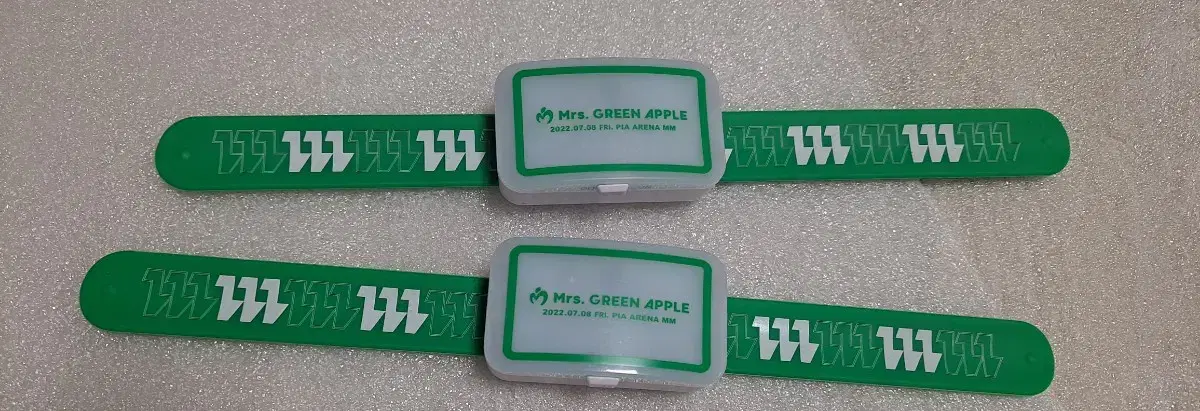 Mrs. GREEN APPLE
2022.07.08 FRI. PIA ARENA MM
Mrs. GREEN APPLE
2022.07.08 FRI. PIA ARENA MM